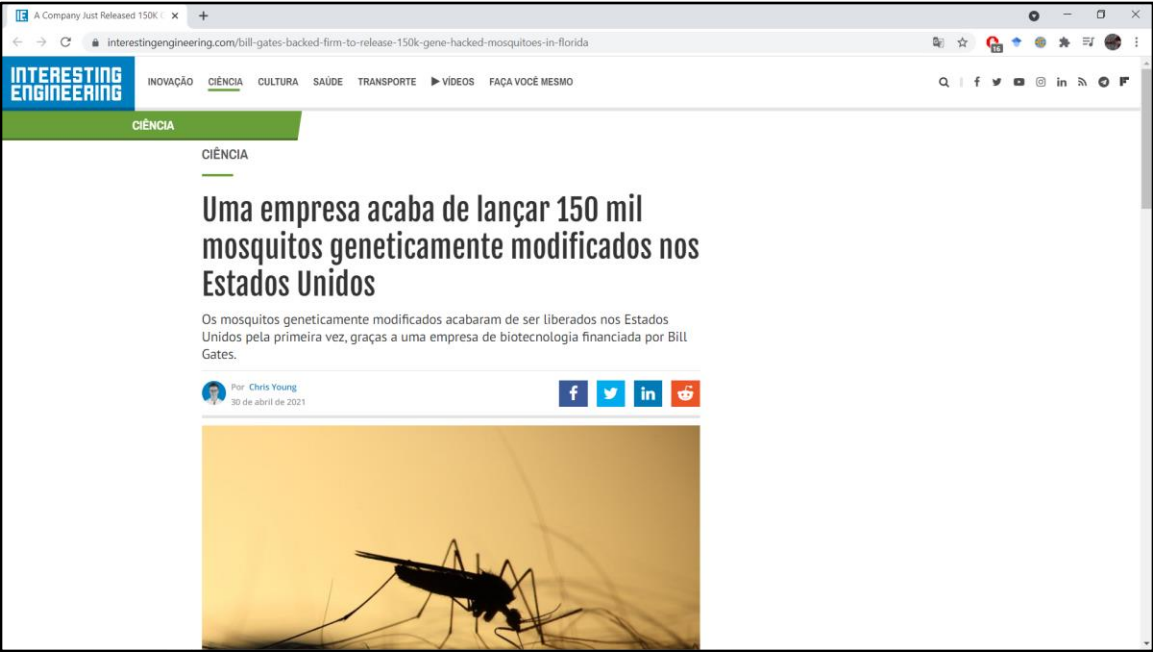 A Company Just Released 150K
interestingengineering.com/bill-gates-backed-firm-to-release-150k-gene-hacked-mosquitoes-in-florida
16
INTERESTING
ENGINEERING
INOVAÇÃO CIÊNCIA CULTURA SAÚDE TRANSPORTE VÍDEOS FAÇA VOCÊ MESMO
CIÊNCIA
CIÊNCIA
Uma empresa acaba de lançar 150 mil
mosquitos geneticamente modificados nos
Estados Unidos
Os mosquitos geneticamente modificados acabaram de ser liberados nos Estados
Unidos pela primeira vez, graças a uma empresa de biotecnologia financiada por Bill
Gates.
Por Chris Young
30 de abril de 2021